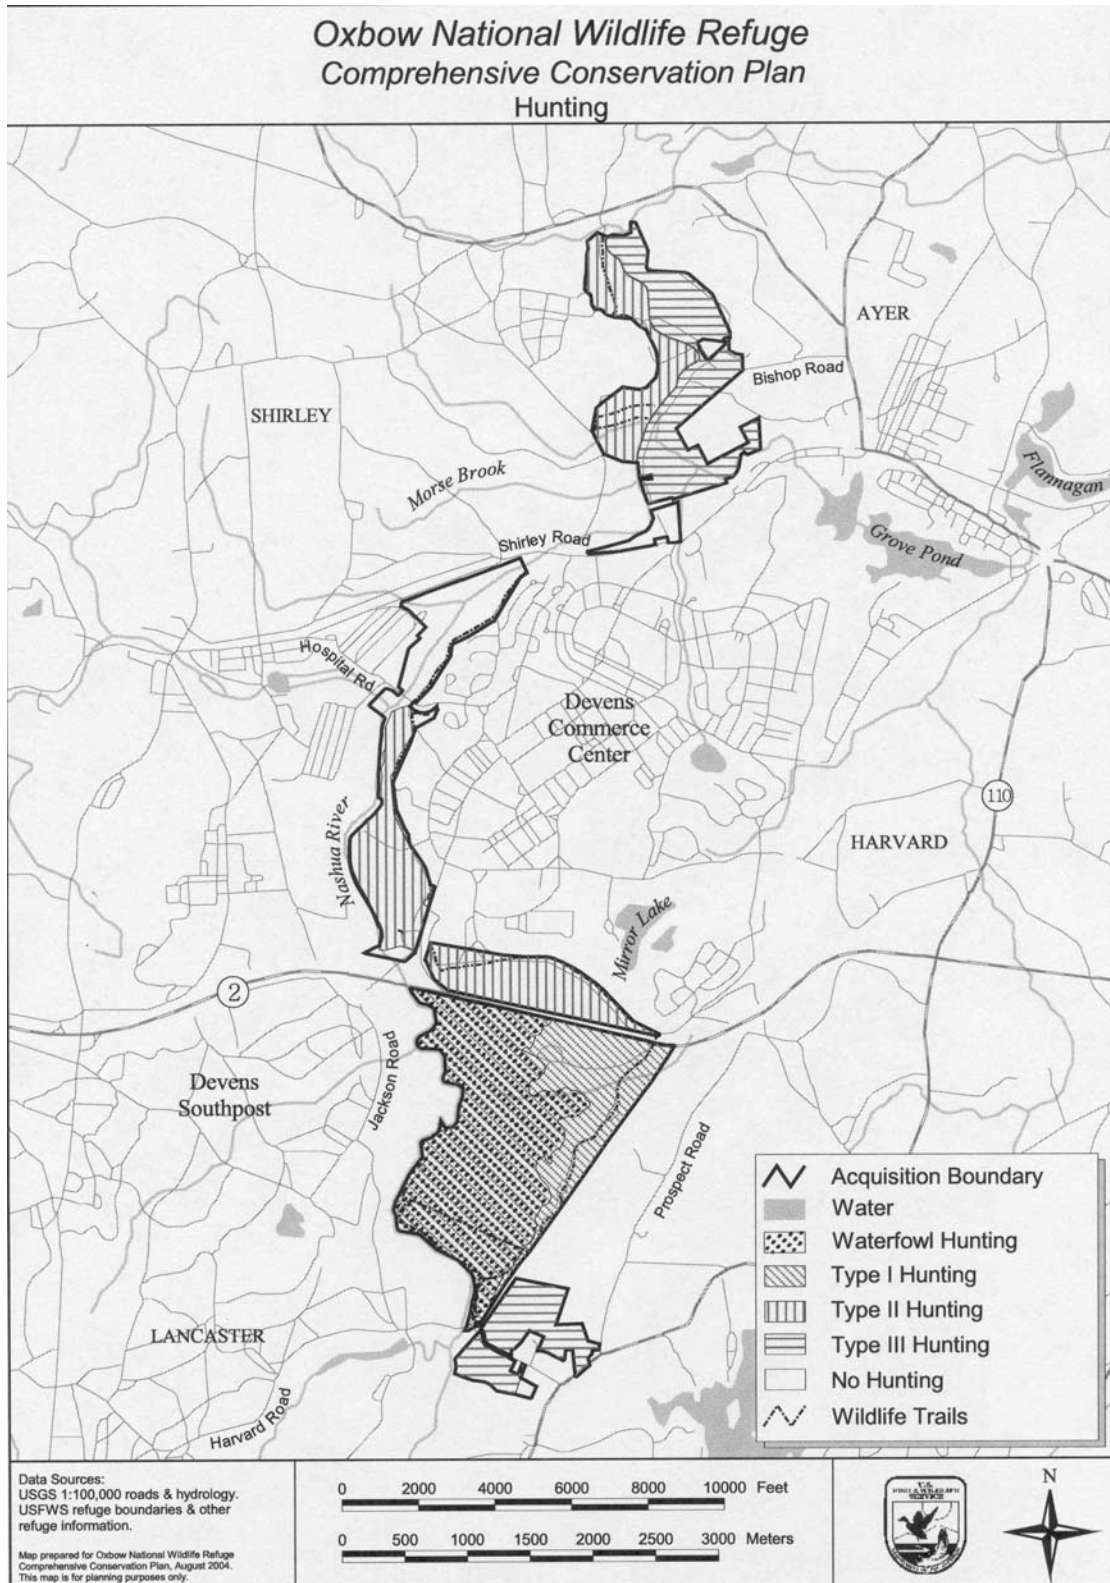 Oxbow National Wildlife Refuge
Comprehensive Conservation Plan
Hunting
AYER
Bishop Road
SHIRLEY
Flannagan
Morse Brook
Shirley Road
Grove Pond
Hospital Rd
Devens
Commerce
Center
110
Nashua River
HARVARD
Mirror Lake
2
Jackson Road
Devens
Southpost
Prospect Road
LANCASTER
Harvard Road
Acquisition Boundary
Water
Waterfowl Hunting
Type I Hunting
Type II Hunting
Type III Hunting
No Hunting
Wildlife Trails
Data Sources:
USGS 1:100,000 roads & hydrology.
USFWS refuge boundaries & other
refuge information.
Map prepared for Oxbow National Wildlife Refuge
Comprehensive Conservation Plan, August 2004.
This map is for planning purposes only.
0 2000 4000 6000 8000 10000 Feet
0 500 1000 1500 2000 2500 3000 Meters
U.S.
FISH & WILDLIFE
SERVICE
N